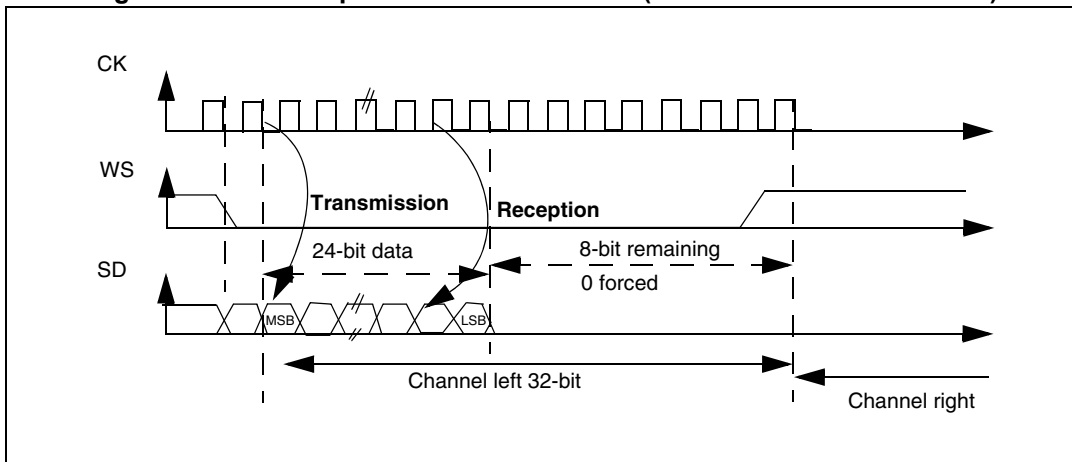 CK
WS
Transmission
Reception
24-bit data
8-bit remaining
SD
0 forced
MSB
LSB
Channel left 32-bit
Channel right